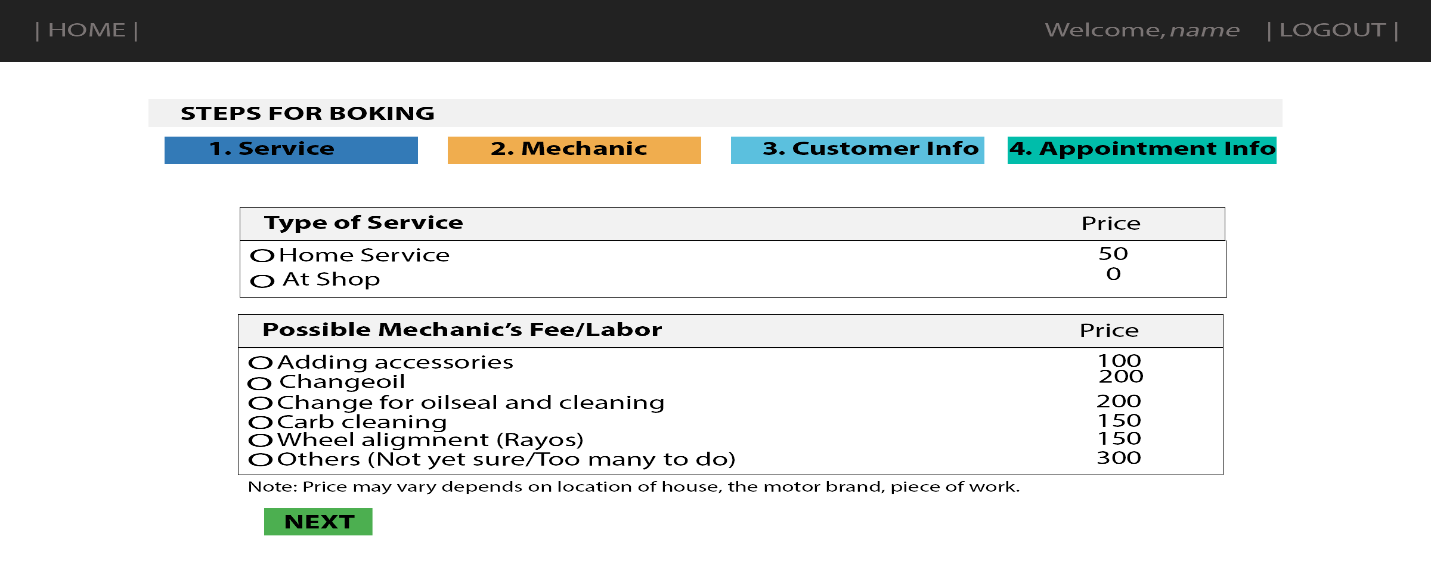 | HOME | Welcome, name | LOGOUT |
STEPS FOR BOKING
1. Service 2. Mechanic 3. Customer Info 4. Appointment Info
Type of Service Price
Home Service 50
At Shop 0
Possible Mechanic's Fee/Labor Price
Adding accessories 100
Changeoil 200
Change for oilseal and cleaning 200
Carb cleaning 150
Wheel aligmnent (Rayos) 150
Others (Not yet sure/Too many to do) 300
Note: Price may vary depends on location of house, the motor brand, piece of work.
NEXT